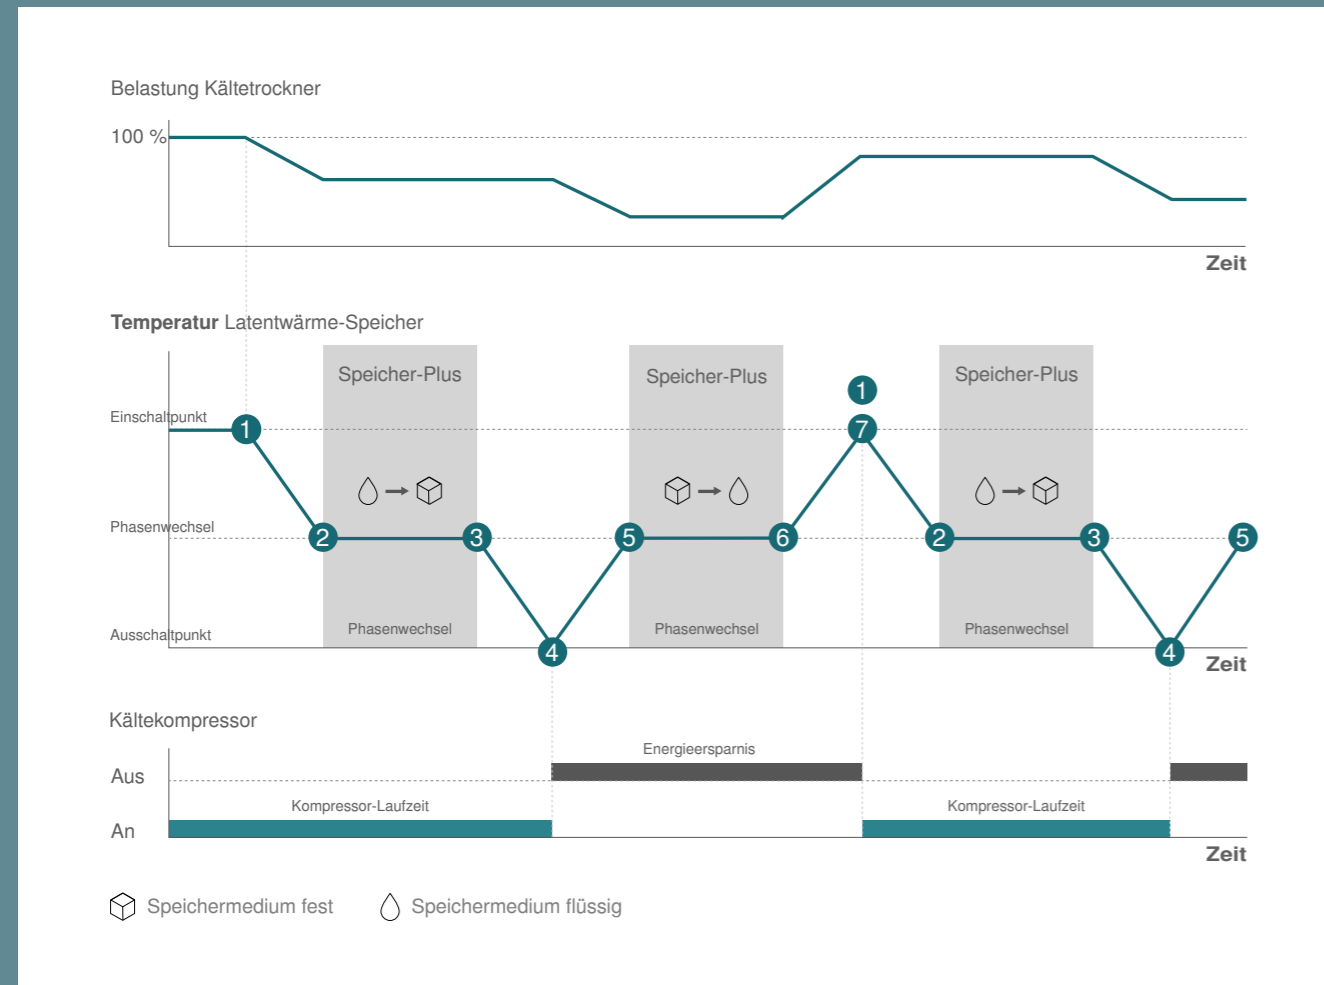 Belastung Kältetrockner
100 %
Zeit
Temperatur Latentwärme-Speicher
Speicher-Plus
Speicher-Plus
Speicher-Plus
1
Einschaltpunkt
1
7
Phasenwechsel
2
3
5
6
2
3
5
Ausschaltpunkt
Phasenwechsel
Phasenwechsel
Phasenwechsel
4
4
Zeit
Kältekompressor
Energieersparnis
Aus
Kompressor-Laufzeit
Kompressor-Laufzeit
An
Zeit
Speichermedium fest
Speichermedium flüssig